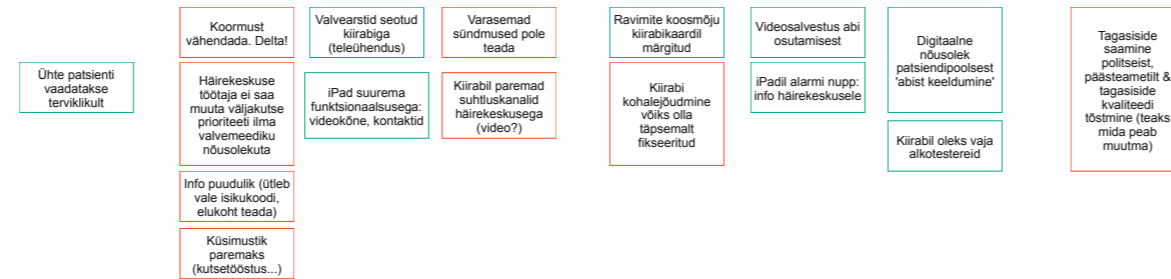 Ühte patsienti
vaadatakse
terviklikult
Koormust
vähendada. Delta!
Häirekeskuse
töötaja ei saa
muuta väljakutse
prioriteeti ilma
valvemeediku
nõusolekuta
Info puudulik (ütleb
vale isikukoodi,
elukoht teada)
Küsimustik
paremaks
(kutsetööstus...)
Valvearstid seotud
kiirabiga
(teleühendus)
iPad suurema
funktsionaalsusega:
videokõne, kontaktid
Varasemad
sündmused pole
teada
Kiirabil paremad
suhtluskanalid
häirekeskusega
(video?)
Ravimite koosmõju
kiirabikaardil
märgitud
Kiirabi
kohalejõudmine
võiks olla
täpsemalt
fikseeritud
Videosalvestus abi
osutamisest
iPadil alarmi nupp:
info häirekeskusele
Digitaalne
nõusolek
patsiendipoolsest
'abist keeldumine'
Kiirabil oleks vaja
alkotestereid
Tagasiside
saamine
politseist,
päästeametilt &
tagasiside
kvaliteedi
tõstmine (teaks
mida peab
muutma)